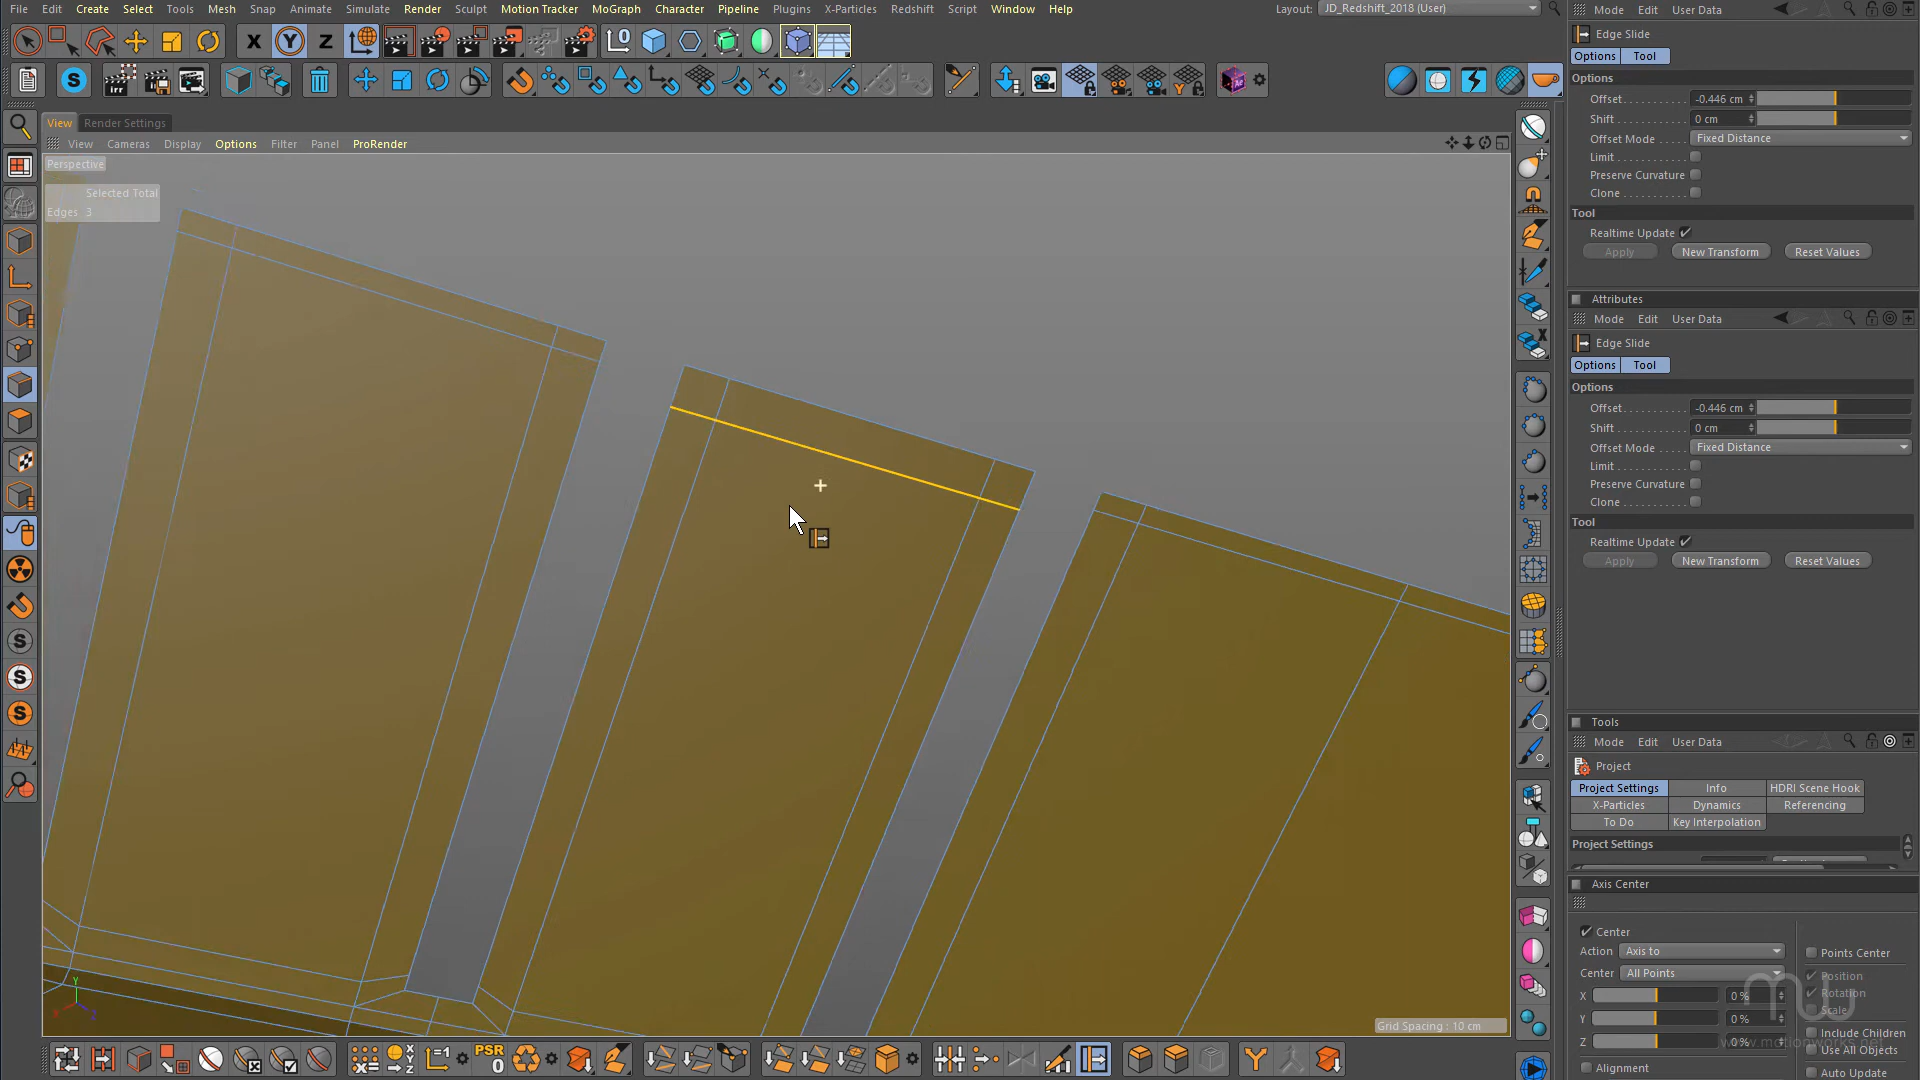 File Edit Create Select Tools Mesh Snap Animate Simulate Render Sculpt Motion Tracker MoGraph Character Pipeline Plugins X-Particles Redshift Script Window Help Layout: JD_Redshift_2018 (User)
X Y Z
irr
View Render Settings
View Cameras Display Options Filter Panel ProRender
Perspective
Selected Total
Edges 3
Grid Spacing : 10 cm
PSR
0
Mode Edit User Data
Edge Slide
Options Tool
Options
Offset -0.446 cm
Shift 0 cm
Offset Mode Fixed Distance
Limit
Preserve Curvature
Clone
Tool
Realtime Update
Apply New Transform Reset Values
Attributes
Mode Edit User Data
Edge Slide
Options Tool
Options
Offset -0.446 cm
Shift 0 cm
Offset Mode Fixed Distance
Limit
Preserve Curvature
Clone
Tool
Realtime Update
Apply New Transform Reset Values
Tools
Mode Edit User Data
Project
Project Settings Info HDRI Scene Hook
X-Particles Dynamics Referencing
To Do Key Interpolation
Project Settings
Axis Center
Center
Action Axis to
Center All Points
X 0 %
Y 0 %
Z 0 %
Alignment
Points Center
Position
Rotation
Scale
Include Children
Use All Objects
Auto Update
www.motionworks.net